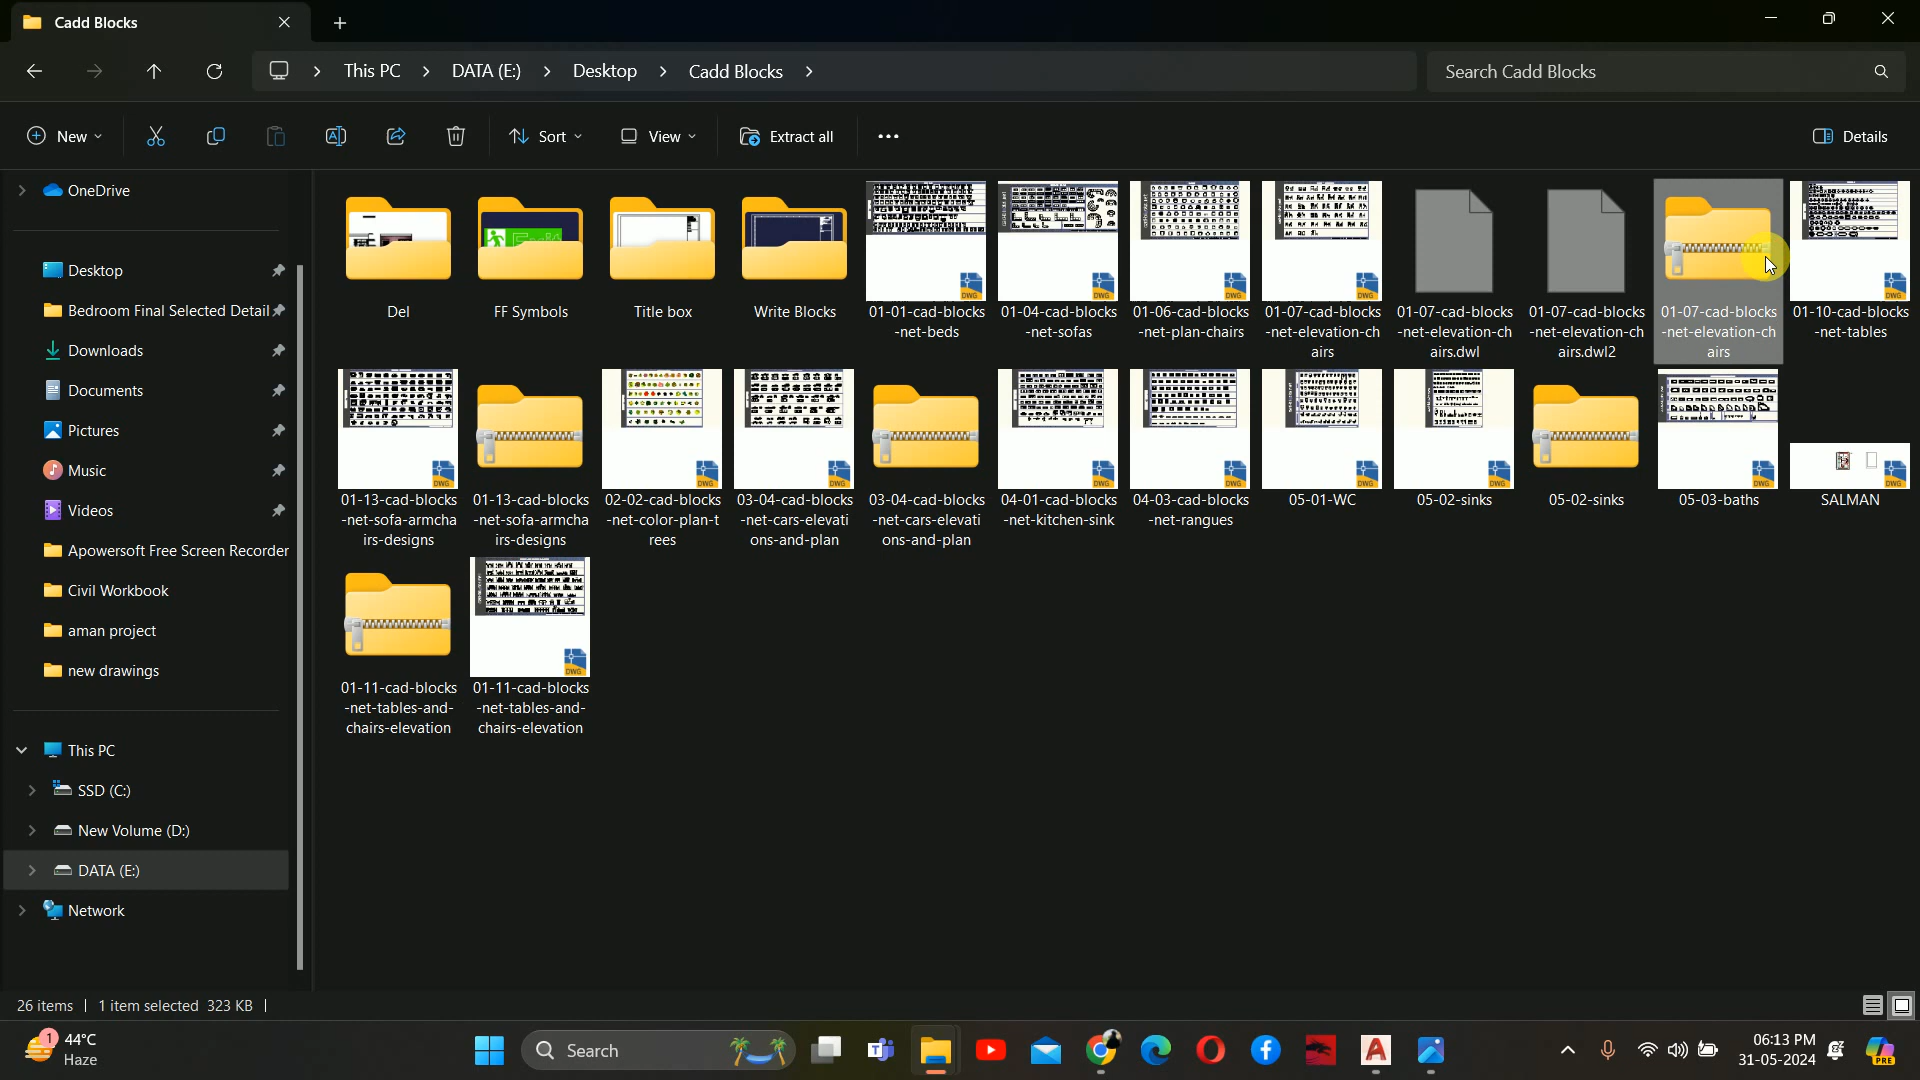 Cadd Blocks
This PC > DATA (E:) > Desktop > Cadd Blocks >
Search Cadd Blocks
New
Sort
View
Extract all
Details
OneDrive
Desktop
Bedroom Final Selected Detail
Downloads
Documents
Pictures
Music
Videos
Apowersoft Free Screen Recorder
Civil Workbook
aman project
new drawings
This PC
SSD (C:)
New Volume (D:)
DATA (E:)
Network
Del
FF Symbols
Title box
Write Blocks
01-01-cad-blocks
-net-beds
01-04-cad-blocks
-net-sofas
01-06-cad-blocks
-net-plan-chairs
01-07-cad-blocks
-net-elevation-ch
airs
01-07-cad-blocks
-net-elevation-ch
airs.dwl
01-07-cad-blocks
-net-elevation-ch
airs.dwl2
01-07-cad-blocks
-net-elevation-ch
airs
01-10-cad-blocks
-net-tables
01-13-cad-blocks
-net-sofa-armcha
irs-designs
01-13-cad-blocks
-net-sofa-armcha
irs-designs
02-02-cad-blocks
-net-color-plan-t
rees
03-04-cad-blocks
-net-cars-elevati
ons-and-plan
03-04-cad-blocks
-net-cars-elevati
ons-and-plan
04-01-cad-blocks
-net-kitchen-sink
04-03-cad-blocks
-net-rangues
05-01-WC
05-02-sinks
05-02-sinks
05-03-baths
SALMAN
01-11-cad-blocks
-net-tables-and-
chairs-elevation
01-11-cad-blocks
-net-tables-and-
chairs-elevation
26 items | 1 item selected 323 KB |
1
44°C
Haze
Search
06:13 PM
31-05-2024